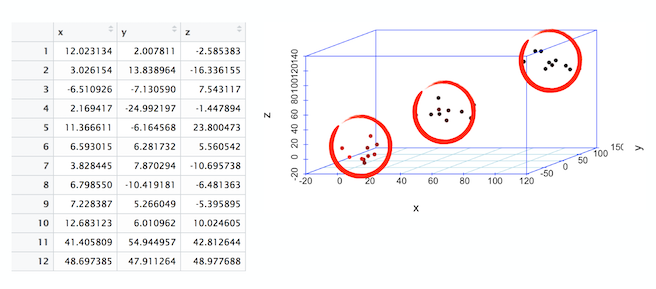 x y z
1 12.023134 2.007811 -2.585383
2 3.026154 13.838964 -16.336155
3 -6.510926 -7.130590 7.543117
4 2.169417 -24.992197 -1.447894
5 11.366611 -6.164568 23.800473
6 6.593015 6.281732 5.560542
7 3.828445 7.870294 -10.695738
8 6.798550 -10.419181 -6.481363
9 7.228387 5.266049 -5.395895
10 12.683123 6.010962 10.024605
11 41.405809 54.944957 42.812644
12 48.697385 47.911264 48.977688
z
-20 0 20 40 60 80 100 120 140
-20 0 20 40 60 80 100 120
x
-50 0 50 100 150
y